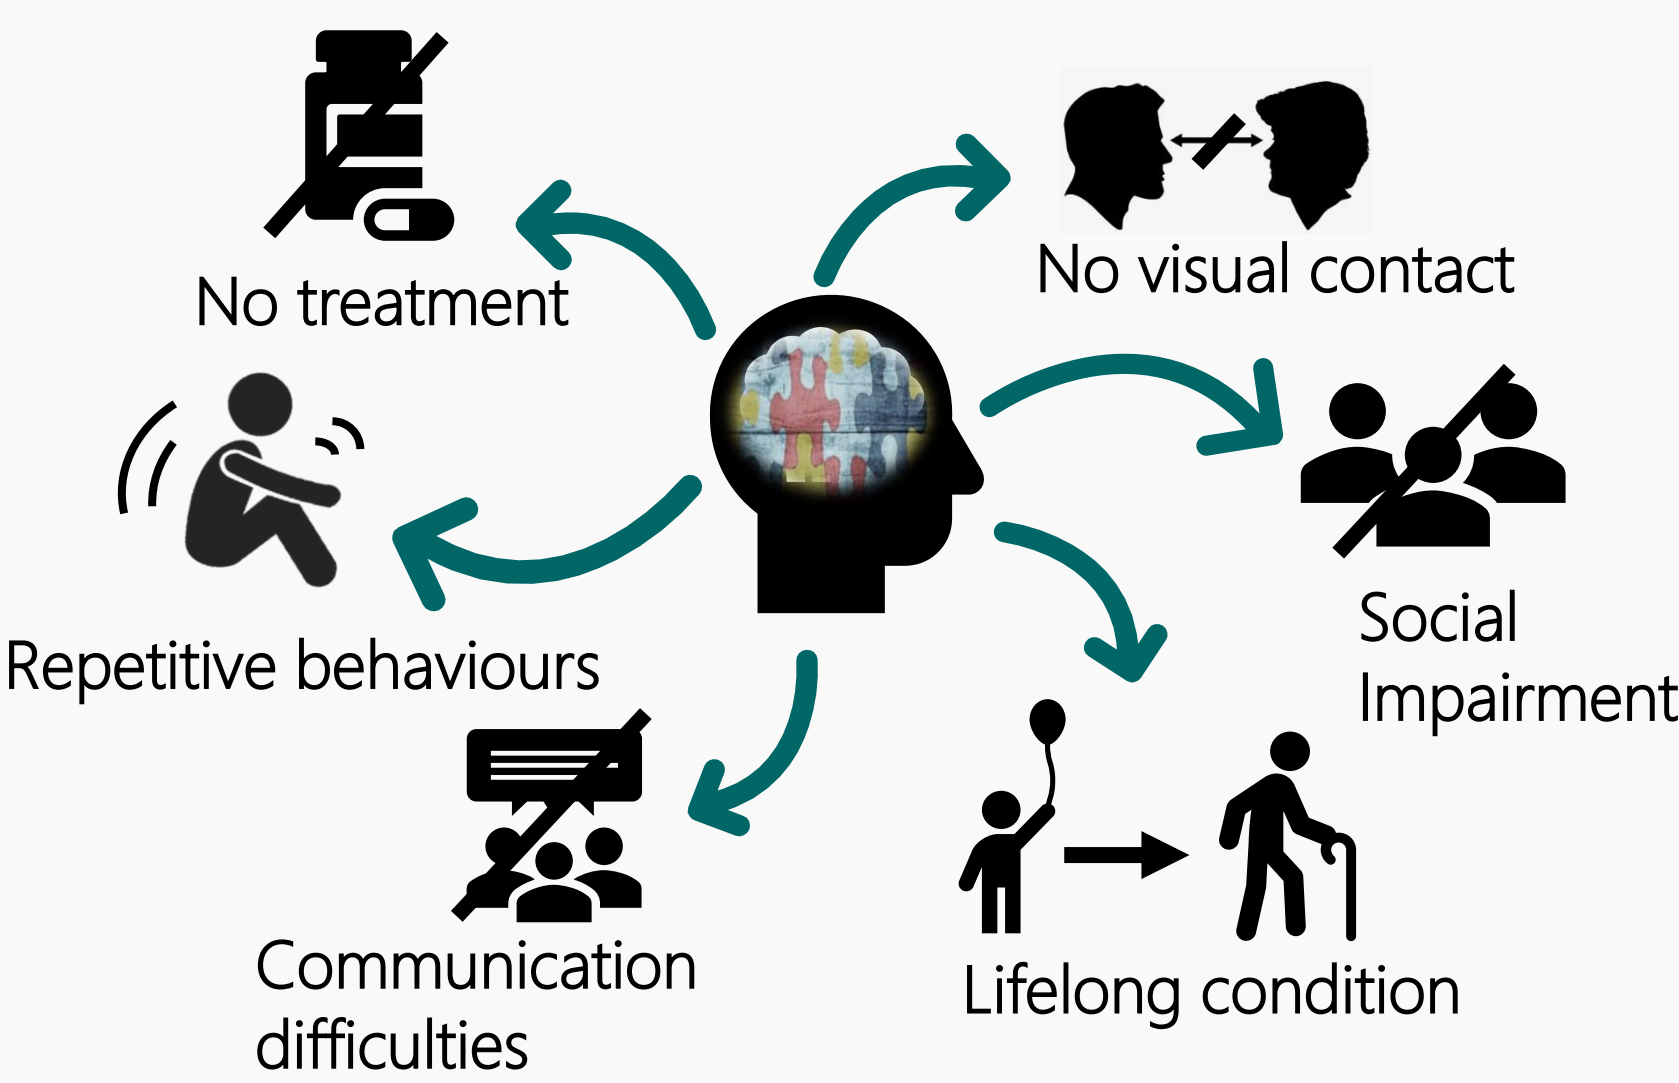 No treatment
No visual contact
Repetitive behaviours
Social
Impairment
Communication
difficulties
Lifelong condition